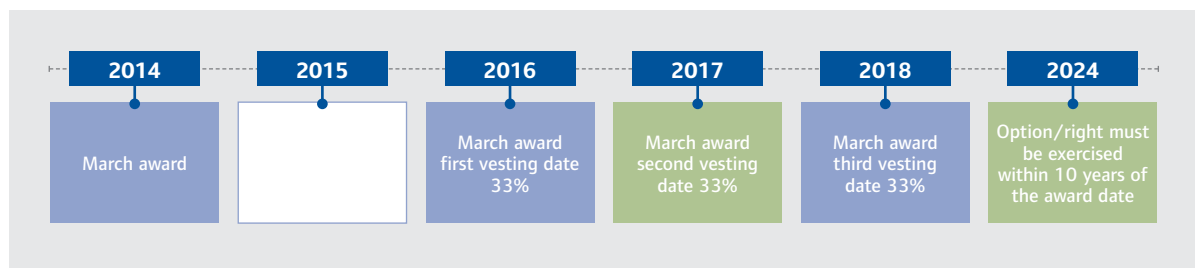 2014
2015
2016
2017
2018
2024
March award
March award
first vesting date
33%
March award
second vesting
date 33%
March award
third vesting
date 33%
Option/right must
be exercised
within 10 years of
the award date